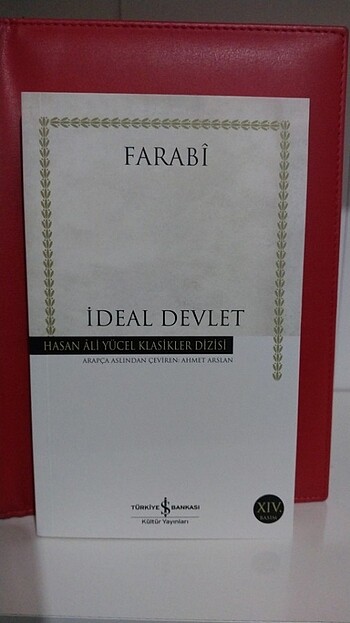 FARABÎ
İDEAL DEVLET
HASAN ÂLİ YÜCEL KLASİKLER DİZİSİ
ARAPÇA ASLINDAN ÇEVİREN: AHMET ARSLAN
TÜRKİYE İŞ BANKASI
Kültür Yayınları
XIV.
BASIM